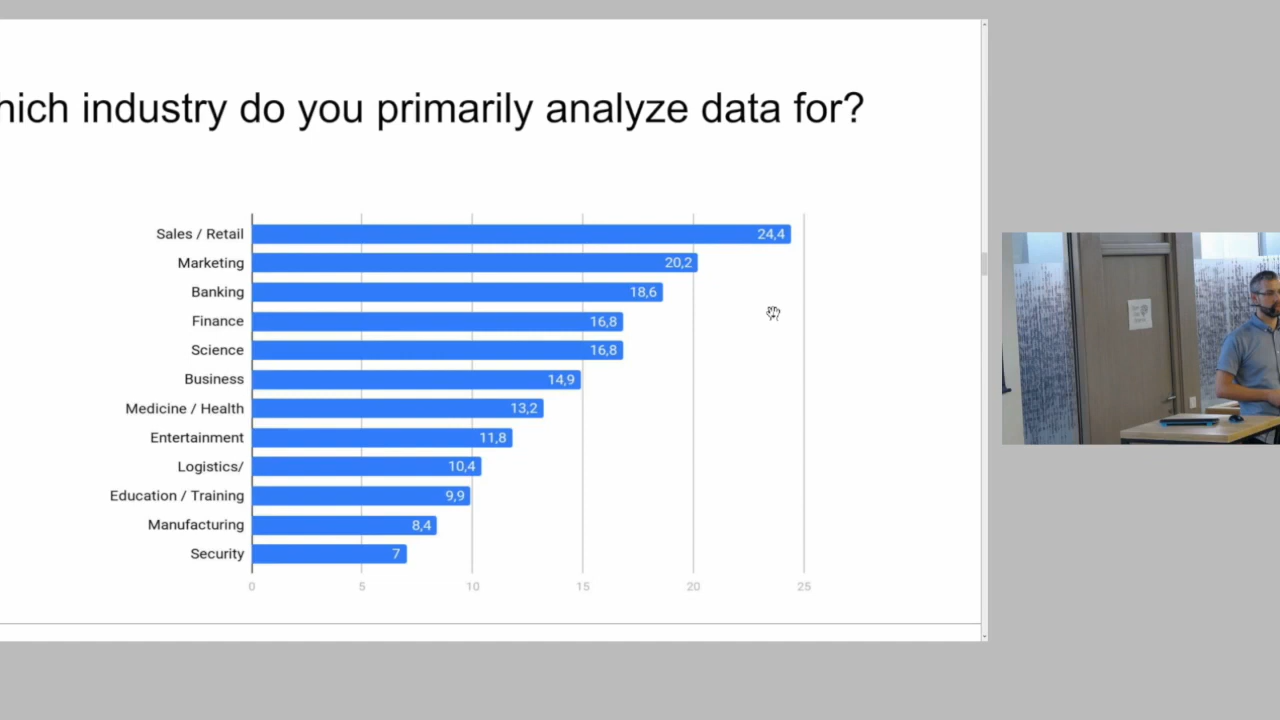 hich industry do you primarily analyze data for?
Sales / Retail 24,4
Marketing 20,2
Banking 18,6
Finance 16,8
Science 16,8
Business 14,9
Medicine / Health 13,2
Entertainment 11,8
Logistics/ 10,4
Education / Training 9,9
Manufacturing 8,4
Security 7
0 5 10 15 20 25